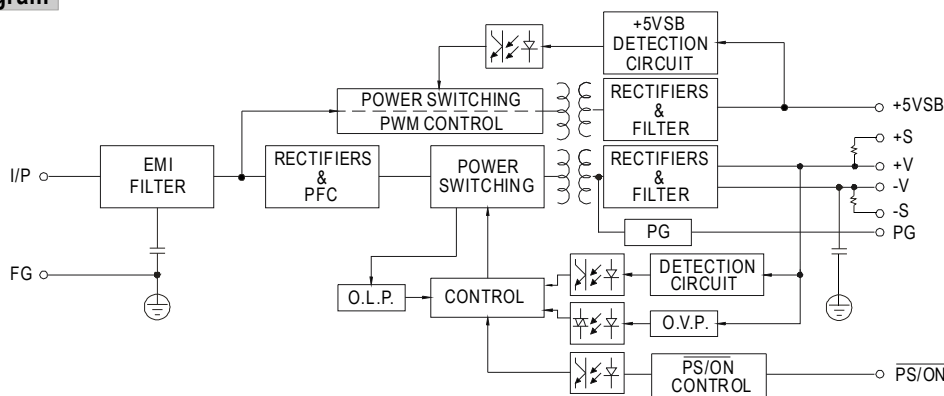 +5VSB
DETECTION
CIRCUIT
POWER SWITCHING
PWM CONTROL
RECTIFIERS
&
FILTER
+5VSB
+S
I/P
EMI
FILTER
RECTIFIERS
&
PFC
POWER
SWITCHING
RECTIFIERS
&
FILTER
+V
-V
-S
PG
PG
FG
O.L.P.
CONTROL
DETECTION
CIRCUIT
O.V.P.
PS/ON
CONTROL
PS/ON